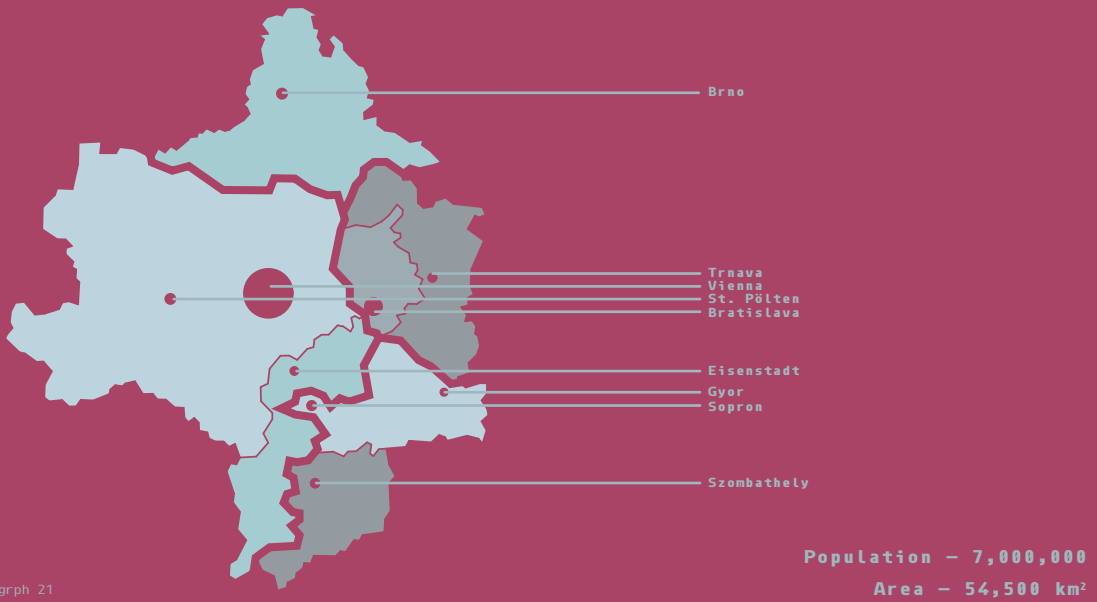 Brno
Trnava
Vienna
St. Pölten
Bratislava
Eisenstadt
Gyor
Sopron
Szombathely
Population – 7,000,000
Area – 54,500 km²
grph 21